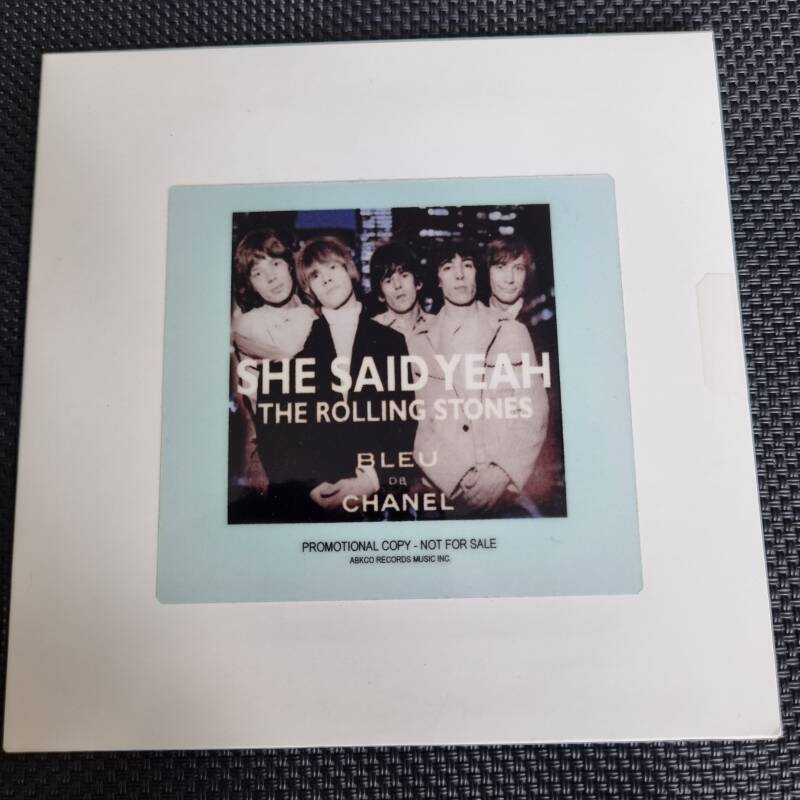 SHE SAID YEAH
THE ROLLING STONES
BLEU
DE
CHANEL
PROMOTIONAL COPY - NOT FOR SALE
ABKCO RECORDS MUSIC INC.